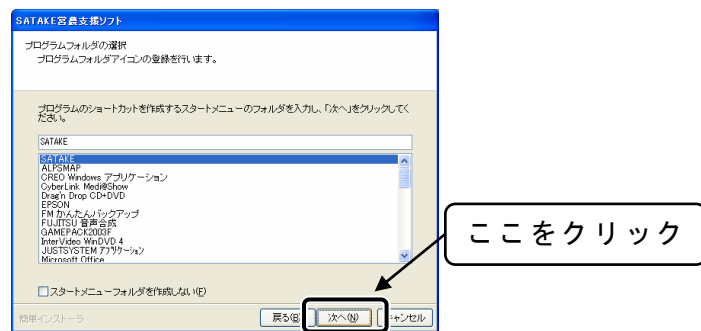 SATAKE営農支援ソフト
プログラムフォルダの選択
プログラムフォルダアイコンの登録を行います。
プログラムのショートカットを作成するスタートメニューのフォルダを入力し、「次へ」をクリックしてく
ださい。
SATAKE
SATAKE
ALPSMAP
CREO Windows アプリケーション
CyberLink Medi@Show
Drag'n Drop CD+DVD
EPSON
FM かんたんバックアップ
FUJITSU 音声合成
GAMEPACK2003F
InterVideo WinDVD 4
JUSTSYSTEM アプリケーション
Microsoft Office
スタートメニューフォルダを作成しない(F)
簡単インストーラ
戻る(B
次へ(N)
ャンセル
ここをクリック